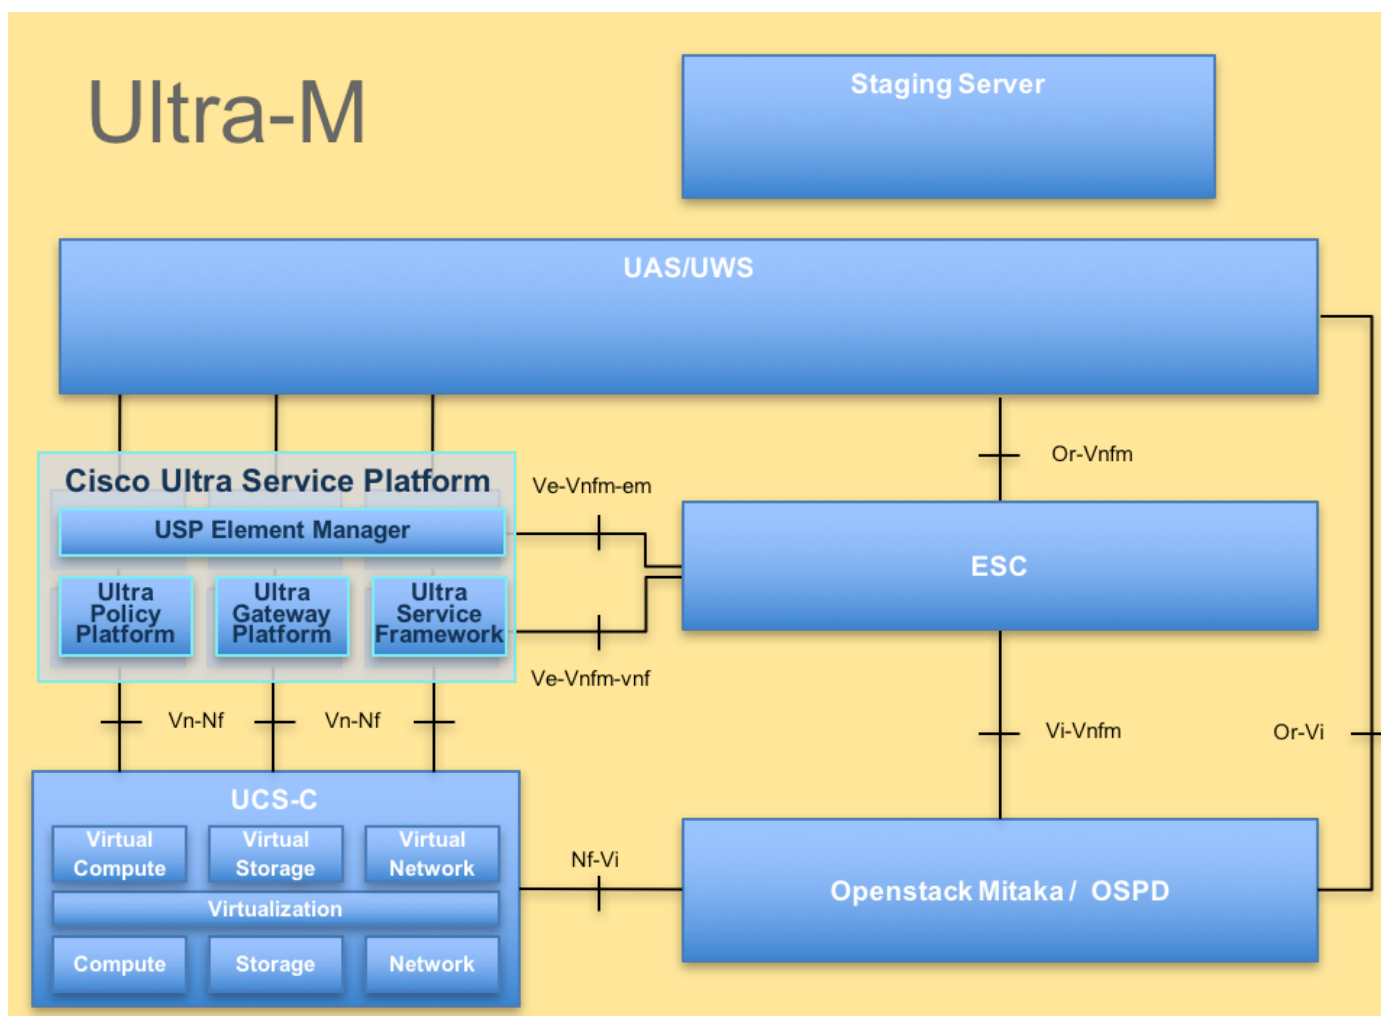 Ultra-M
Staging Server
UAS/UWS
Or-Vnfm
Cisco Ultra Service Platform
Ve-Vnfm-em
USP Element Manager
ESC
Ultra
Policy
Platform
Ultra
Gateway
Platform
Ultra
Service
Framework
Ve-Vnfm-vnf
Vn-Nf
Vn-Nf
Vi-Vnfm
Or-Vi
UCS-C
Virtual
Compute
Virtual
Storage
Virtual
Network
Nf-Vi
Openstack Mitaka / OSPD
Virtualization
Compute
Storage
Network